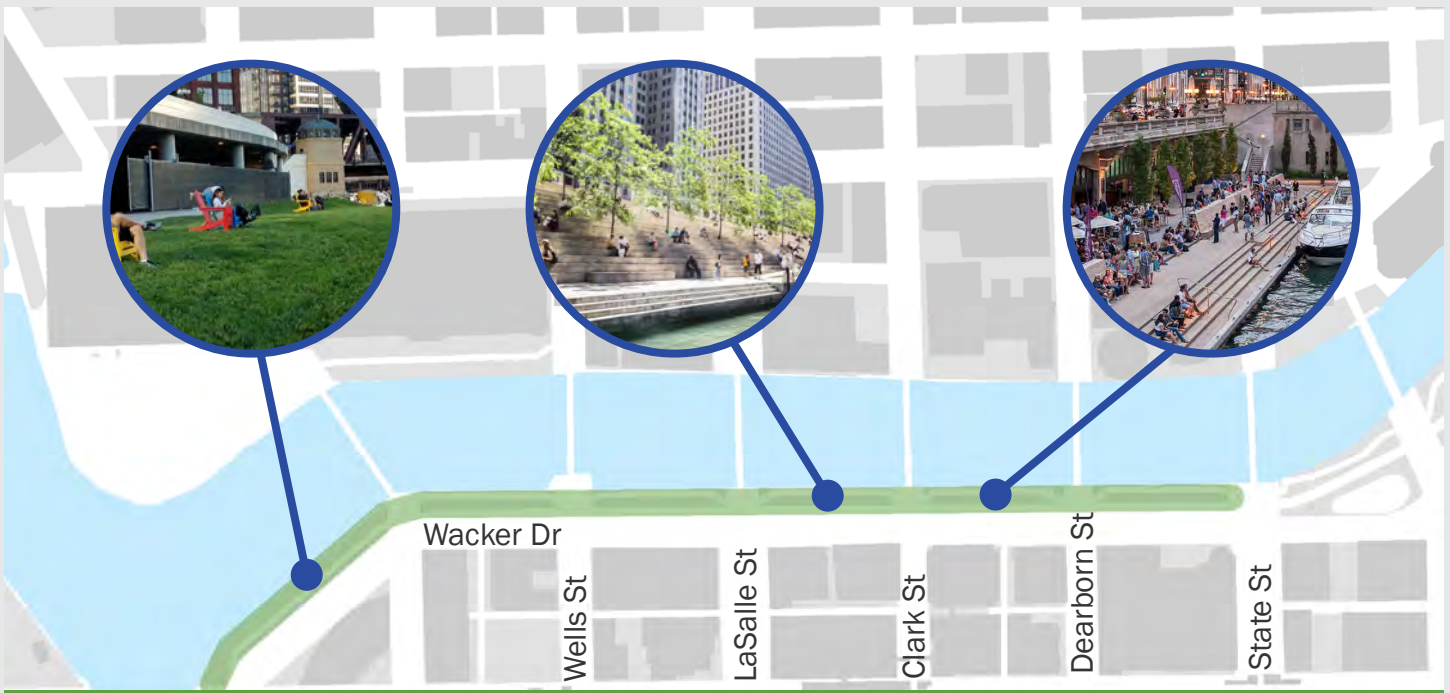 Wacker Dr
Wells St
LaSalle St
Clark St
Dearborn St
State St